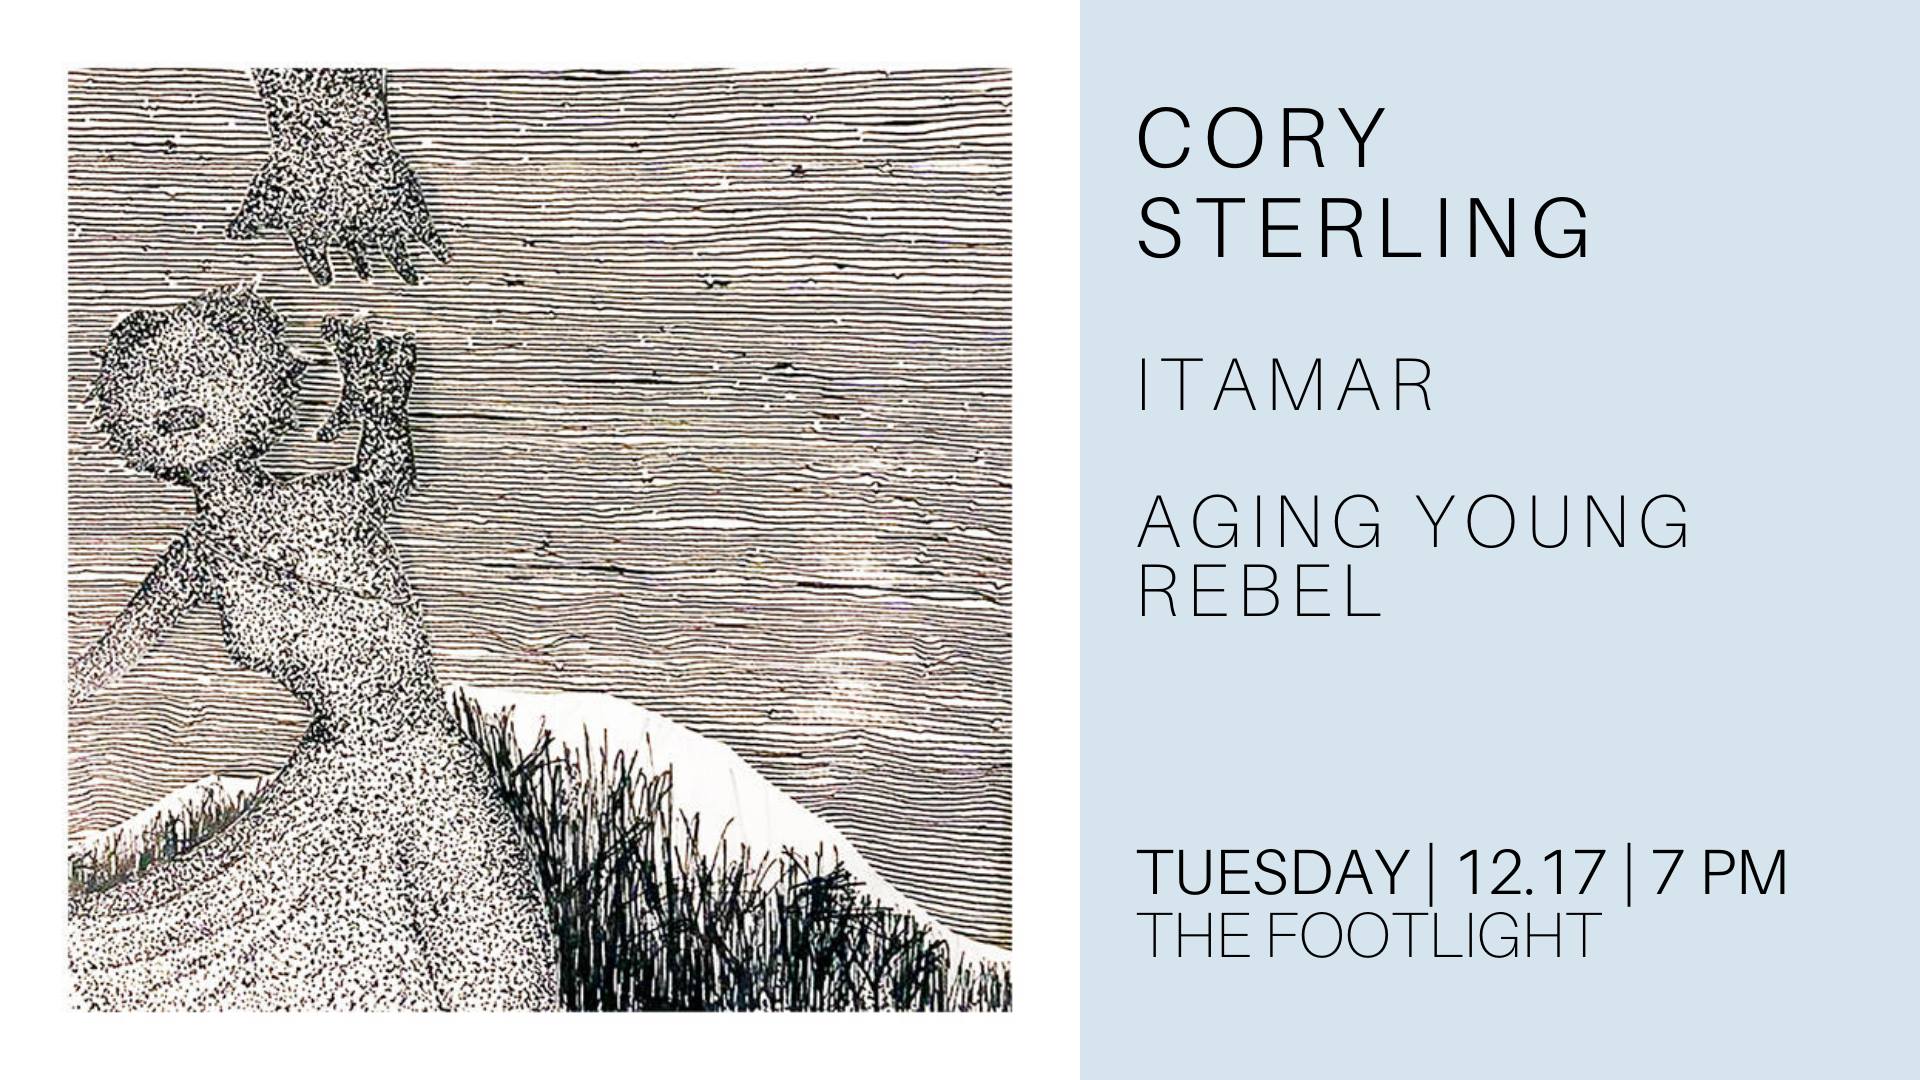 CORY
STERLING
ITAMAR
AGING YOUNG
REBEL
TUESDAY | 12.17 | 7 PM
THE FOOTLIGHT